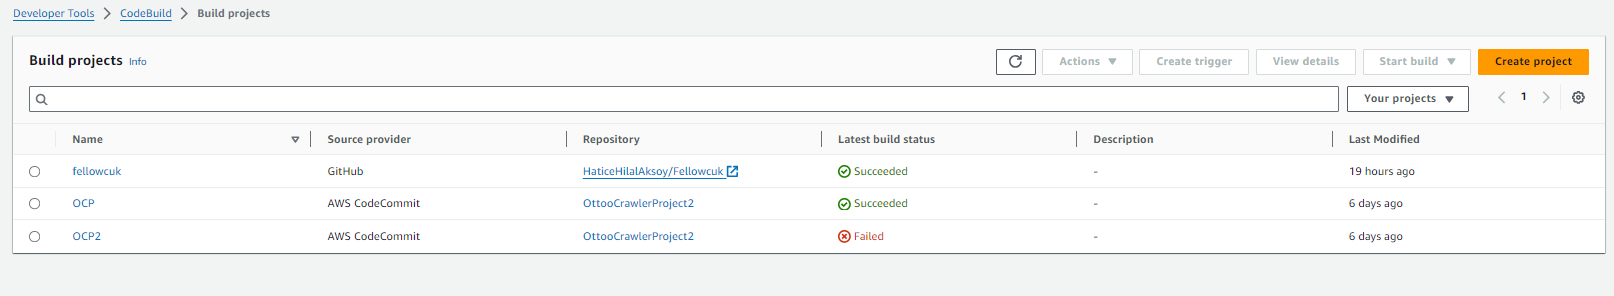 Developer Tools > CodeBuild > Build projects
Build projects Info Actions Create trigger View details Start build Create project
Your projects 1
Name Source provider Repository Latest build status Description Last Modified
fellowcuk GitHub HaticeHilalAksoy/Fellowcuk Succeeded - 19 hours ago
OCP AWS CodeCommit OttooCrawlerProject2 Succeeded - 6 days ago
OCP2 AWS CodeCommit OttooCrawlerProject2 Failed - 6 days ago